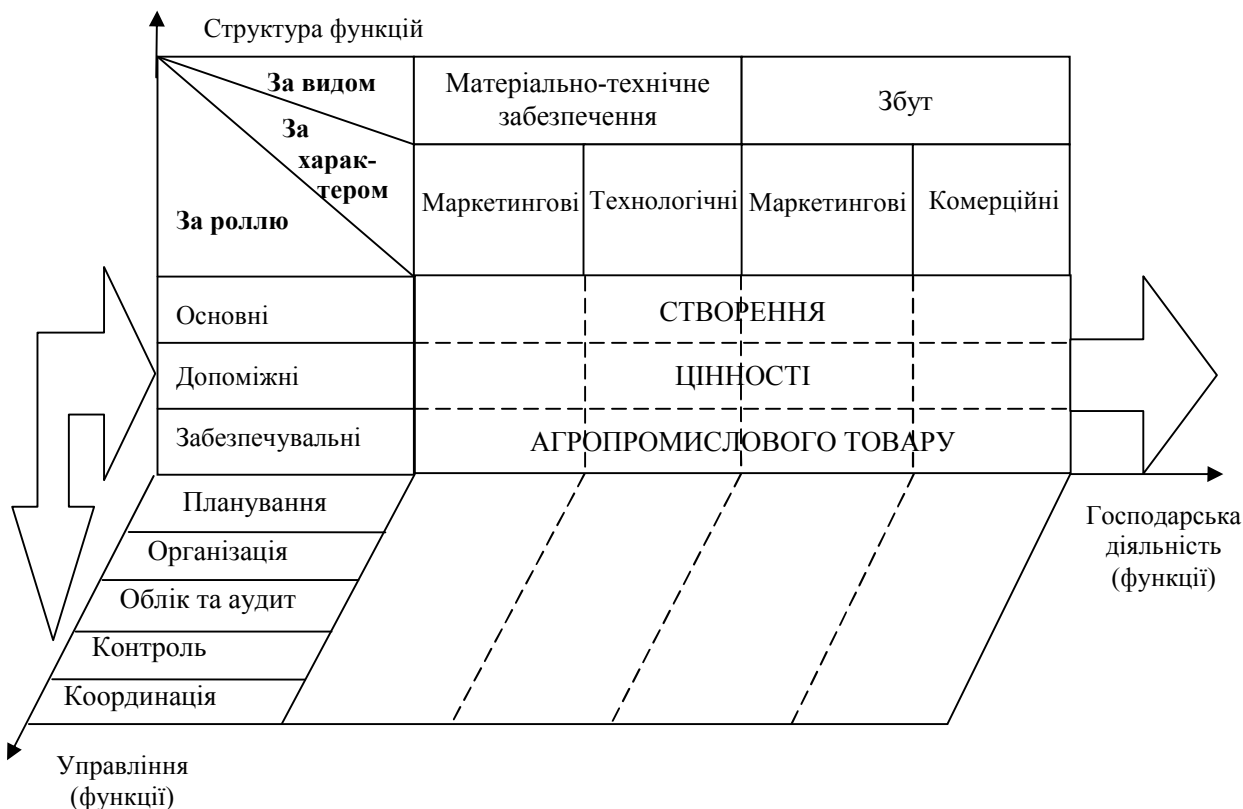 Структура функцій
За видом
За
харак-
тером
За роллю
Матеріально-технічне
забезпечення
Збут
Маркетингові
Технологічні
Маркетингові
Комерційні
Основні
СТВОРЕННЯ
Допоміжні
ЦІННОСТІ
Забезпечувальні
АГРОПРОМИСЛОВОГО ТОВАРУ
Планування
Організація
Облік та аудит
Контроль
Координація
Господарська
діяльність
(функції)
Управління
(функції)